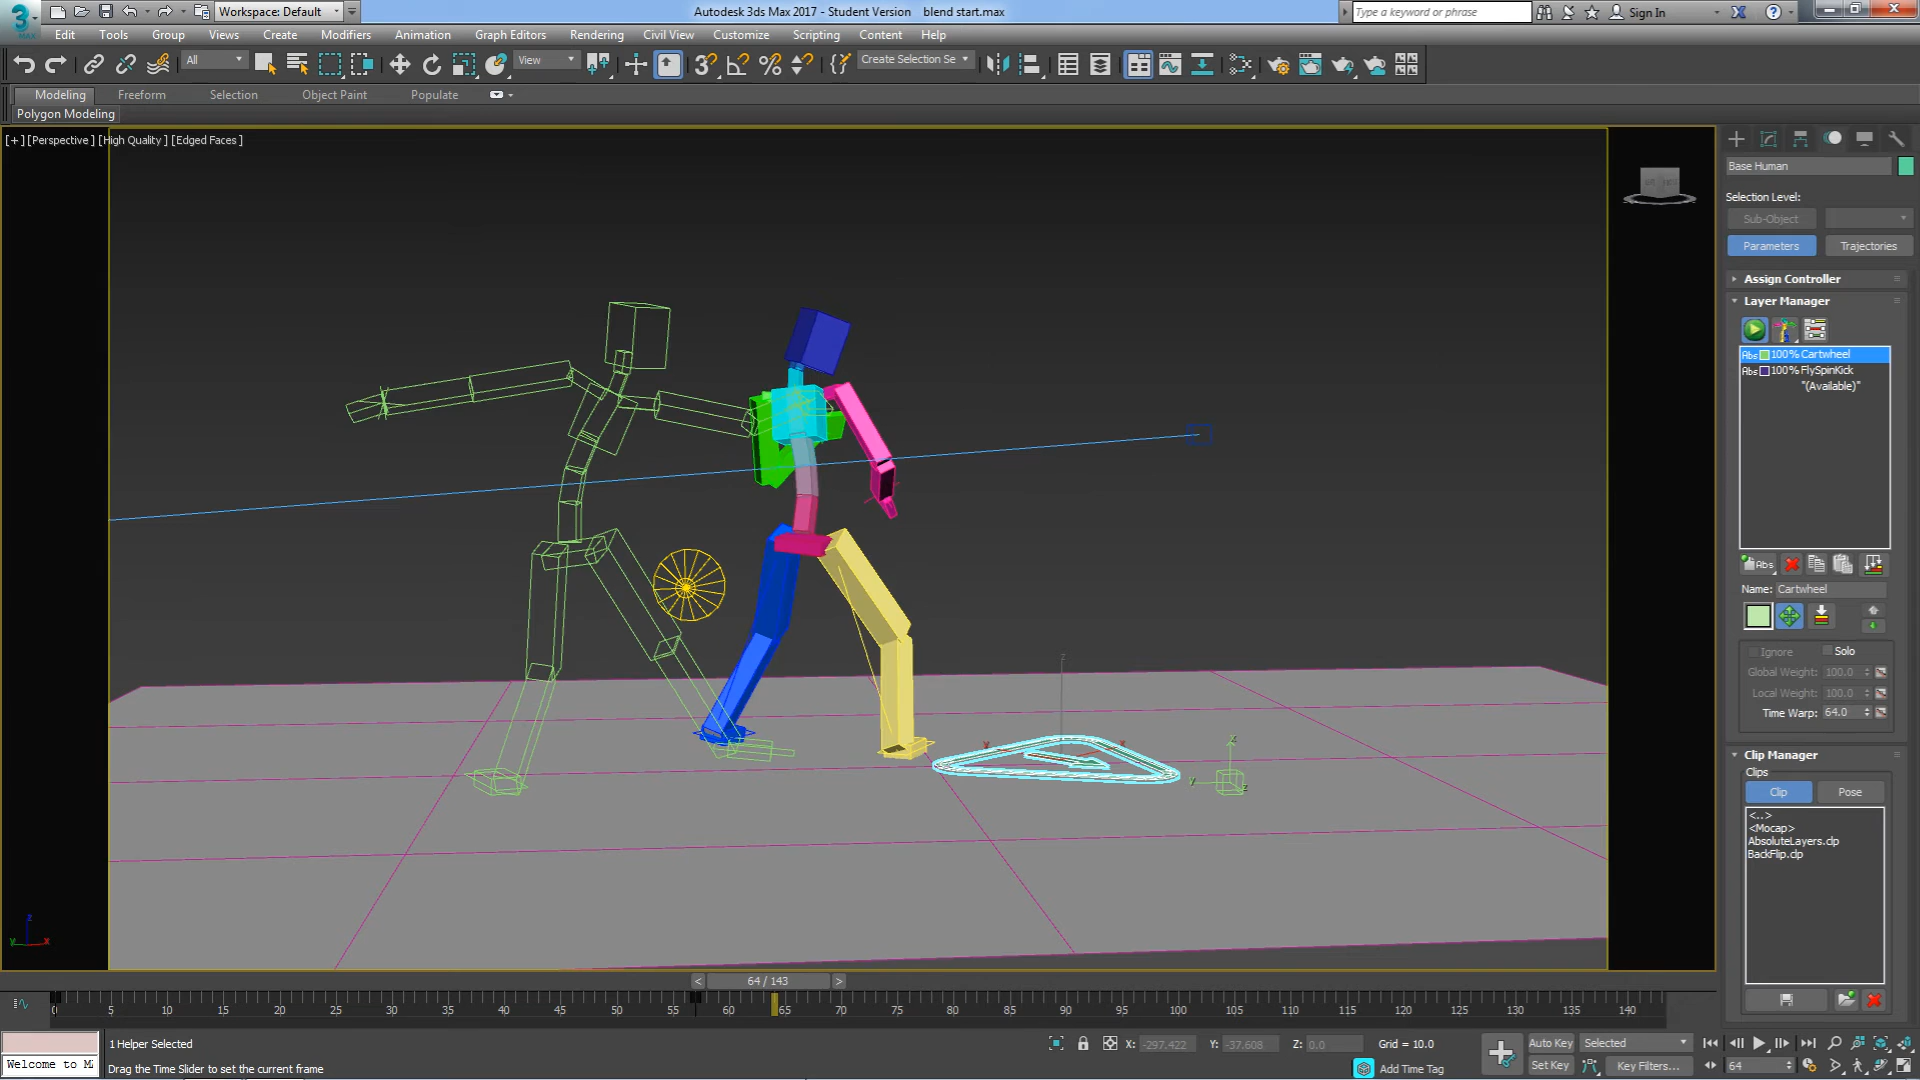 Workspace: Default
Autodesk 3ds Max 2017 - Student Version    blend start.max
Type a keyword or phrase
Sign In
MAX
Edit Tools Group Views Create Modifiers Animation Graph Editors Rendering Civil View Customize Scripting Content Help
All
View
Create Selection Se
Modeling Freeform Selection Object Paint Populate
Polygon Modeling
[+] [Perspective ] [High Quality ] [Edged Faces ]
Base Human
Selection Level:
Sub-Object
Parameters Trajectories
Assign Controller
Layer Manager
Abs 100% Cartwheel
Abs 100% FlySpinKick
"(Available)"
Abs
Name: Cartwheel
Ignore Solo
Global Weight: 100.0
Local Weight: 100.0
Time Warp: 64.0
Clip Manager
Clips
Clip Pose
<..>
<Mocap>
AbsoluteLayers.clp
BackFlip.clp
z
x x
z
y z
z
y x
< 64 / 143 >
0 5 10 15 20 25 30 35 40 45 50 55 60 65 70 75 80 85 90 95 100 105 110 115 120 125 130 135 140
1 Helper Selected
X: -297.422 Y: -37.608 Z: 0.0 Grid = 10.0
Auto Key Selected
Welcome to M
Drag the Time Slider to set the current frame
Add Time Tag
Set Key Key Filters...
64